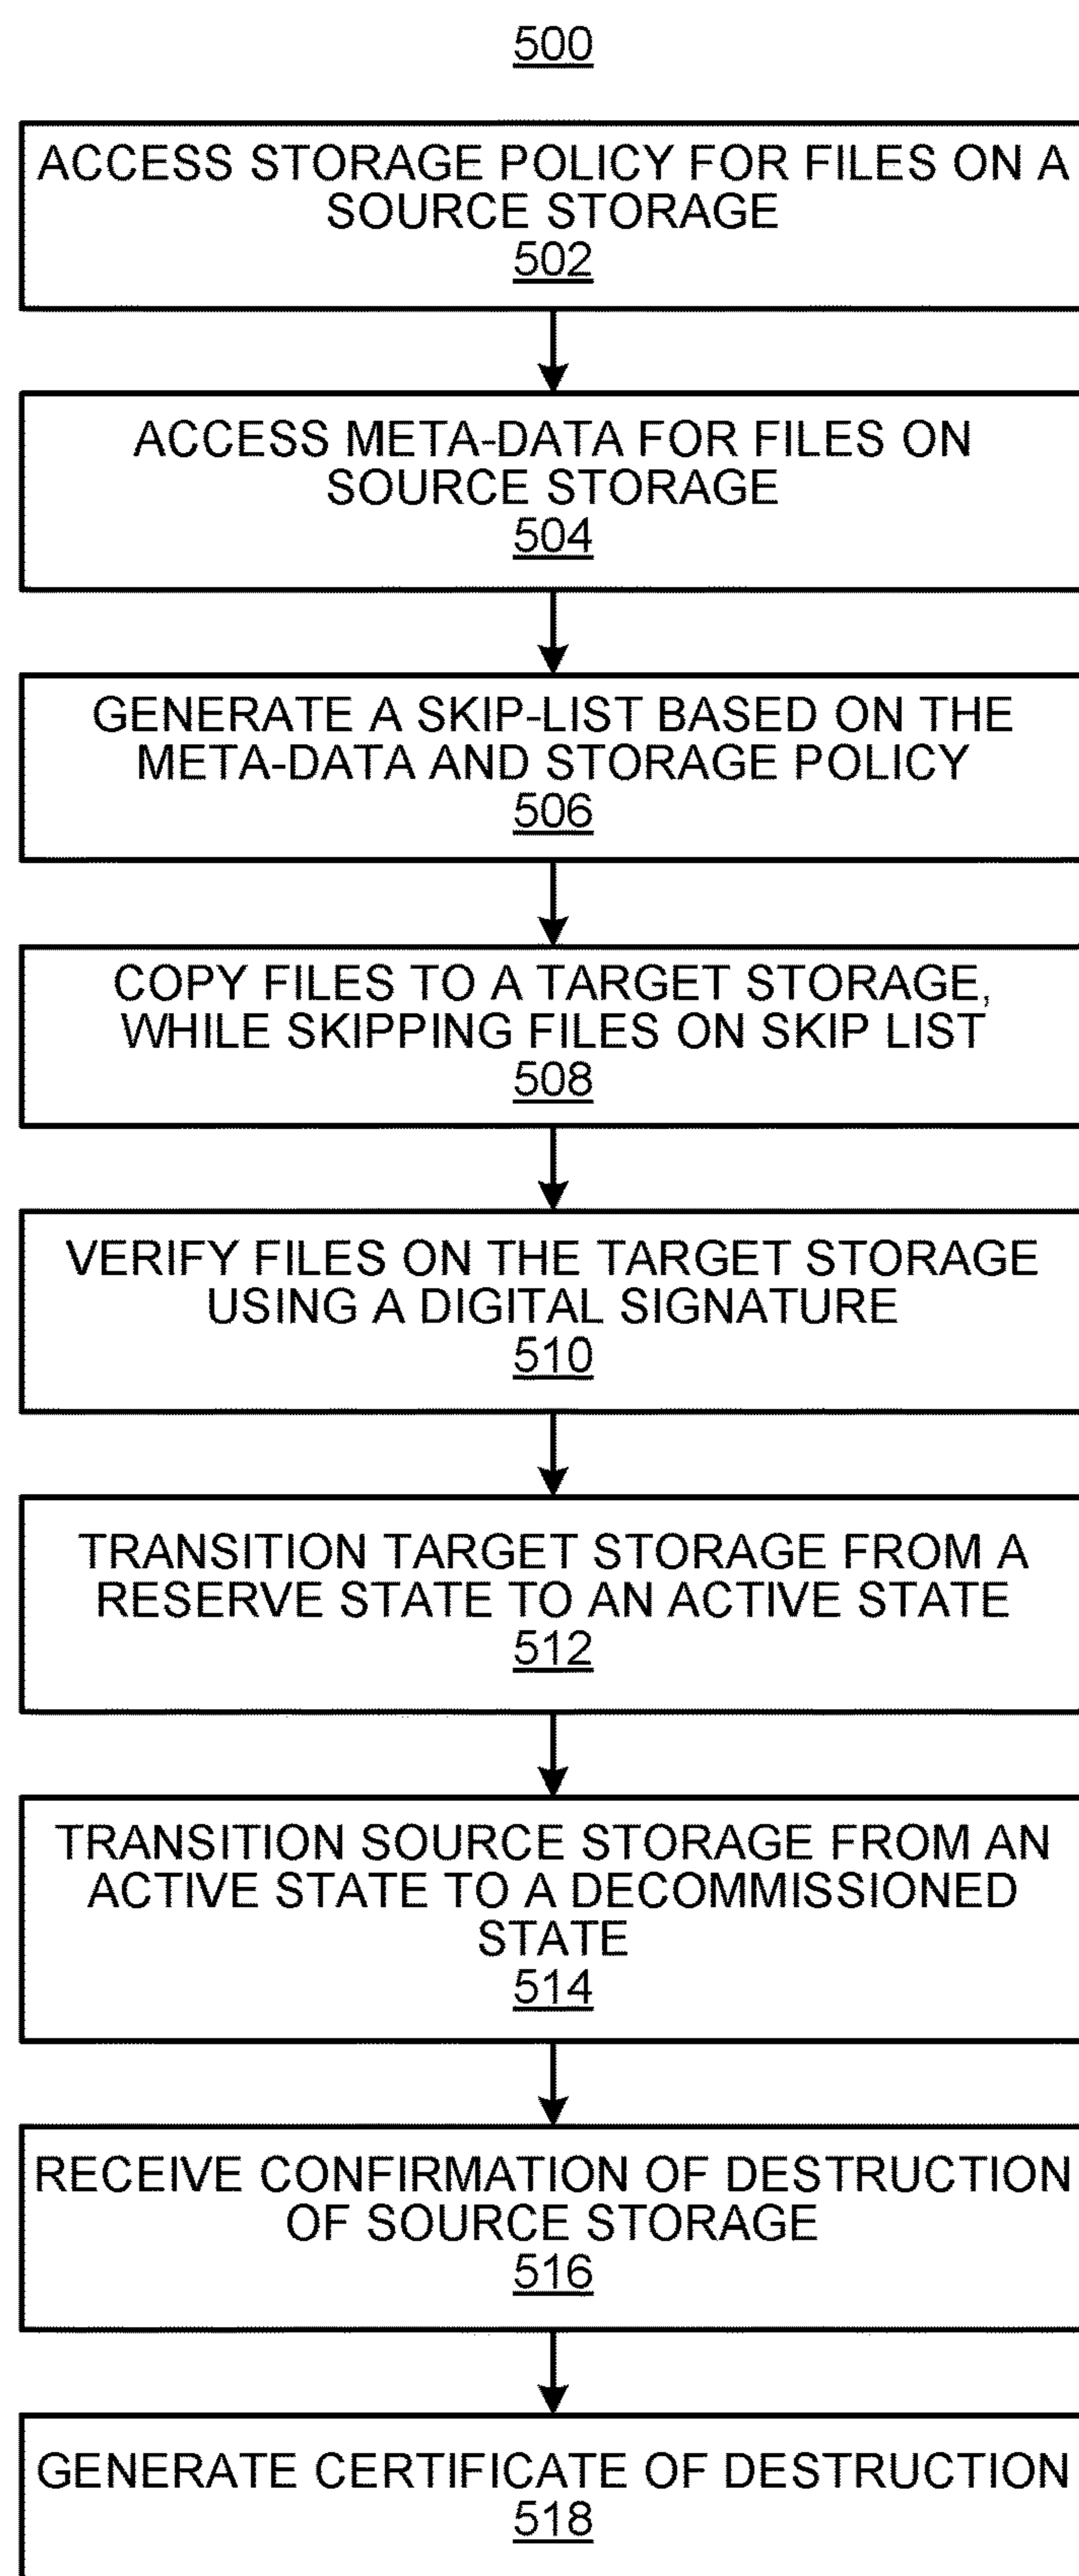 500
ACCESS STORAGE POLICY FOR FILES ON A
SOURCE STORAGE
502
ACCESS META-DATA FOR FILES ON
SOURCE STORAGE
504
GENERATE A SKIP-LIST BASED ON THE
META-DATA AND STORAGE POLICY
506
COPY FILES TO A TARGET STORAGE,
WHILE SKIPPING FILES ON SKIP LIST
508
VERIFY FILES ON THE TARGET STORAGE
USING A DIGITAL SIGNATURE
510
TRANSITION TARGET STORAGE FROM A
RESERVE STATE TO AN ACTIVE STATE
512
TRANSITION SOURCE STORAGE FROM AN
ACTIVE STATE TO A DECOMMISSIONED
STATE
514
RECEIVE CONFIRMATION OF DESTRUCTION
OF SOURCE STORAGE
516
GENERATE CERTIFICATE OF DESTRUCTION
518